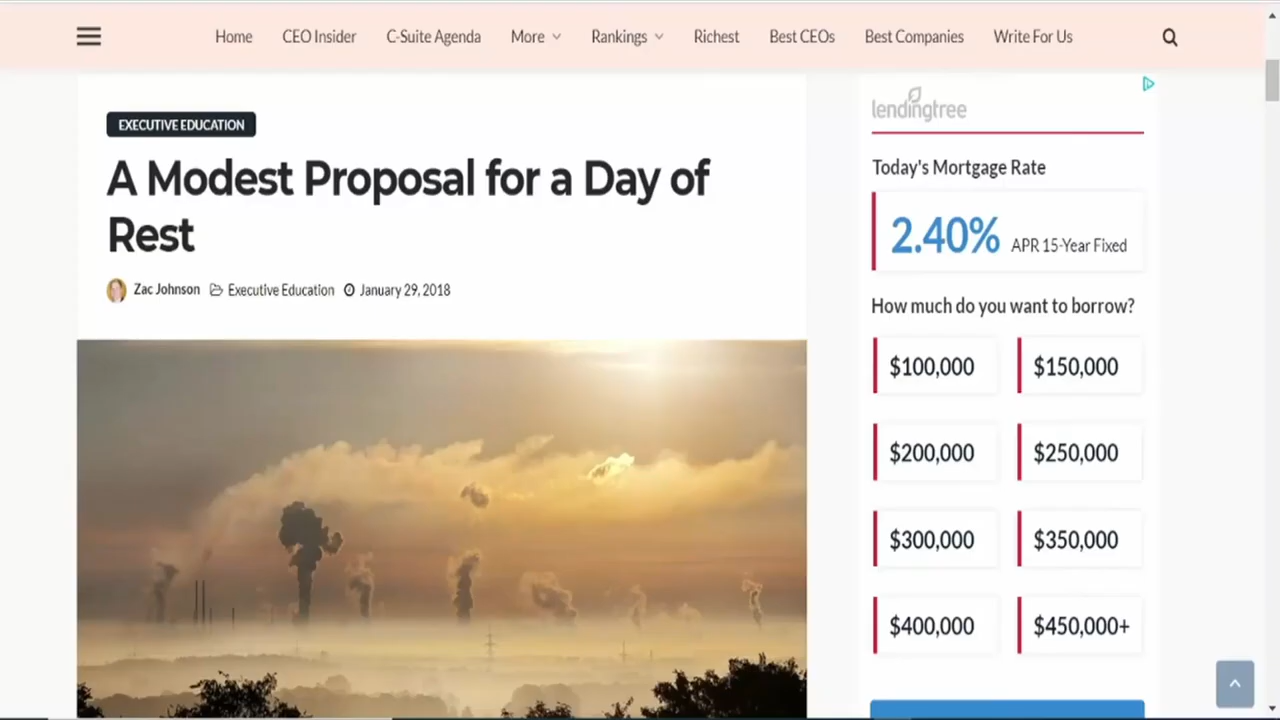 Home CEO Insider C-Suite Agenda More Rankings Richest Best CEOs Best Companies Write For Us
EXECUTIVE EDUCATION
A Modest Proposal for a Day of
Rest
Zac Johnson Executive Education January 29, 2018
lendingtree
Today's Mortgage Rate
2.40% APR 15-Year Fixed
How much do you want to borrow?
$100,000 $150,000
$200,000 $250,000
$300,000 $350,000
$400,000 $450,000+